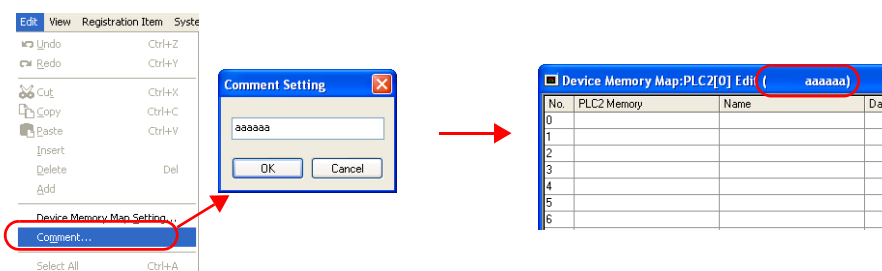 Edit View Registration Item Syste
Undo Ctrl+Z
Redo Ctrl+Y
Cut Ctrl+X
Copy Ctrl+C
Paste Ctrl+V
Insert
Delete Del
Add
Device Memory Map Setting...
Comment...
Select All Ctrl+A
Comment Setting
aaaaaa
OK Cancel
Device Memory Map:PLC2[0] Edit ( aaaaaa)
No. PLC2 Memory Name Da
0
1
2
3
4
5
6